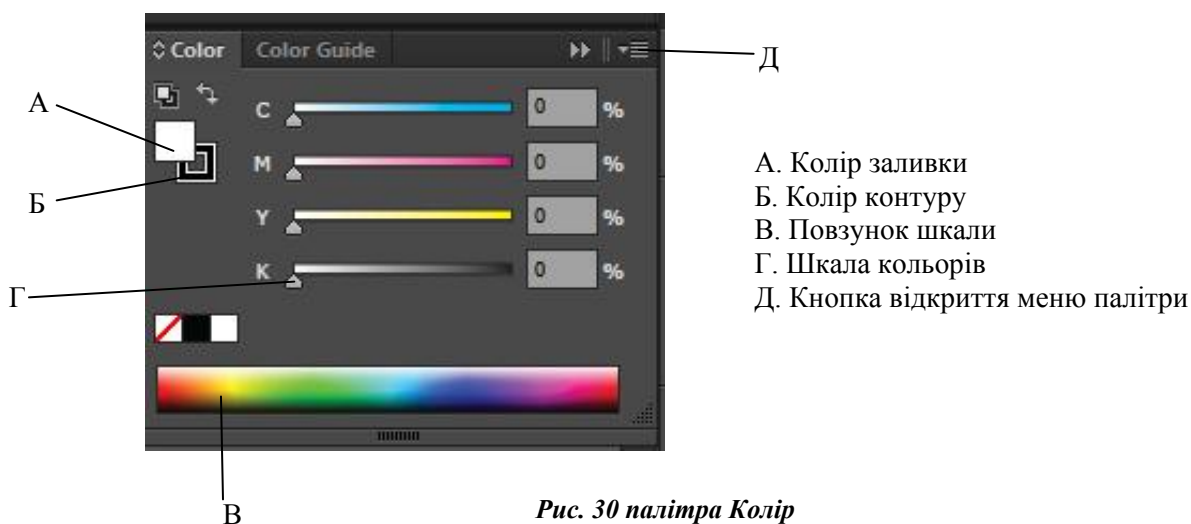 Color Color Guide
Д
А
C 0 %
А. Колір заливки
M 0 %
Б. Колір контуру
Б
В. Повзунок шкали
Y 0 %
Г. Шкала кольорів
K 0 %
Г
Д. Кнопка відкриття меню палітри
В
Рис. 30 палітра Колір